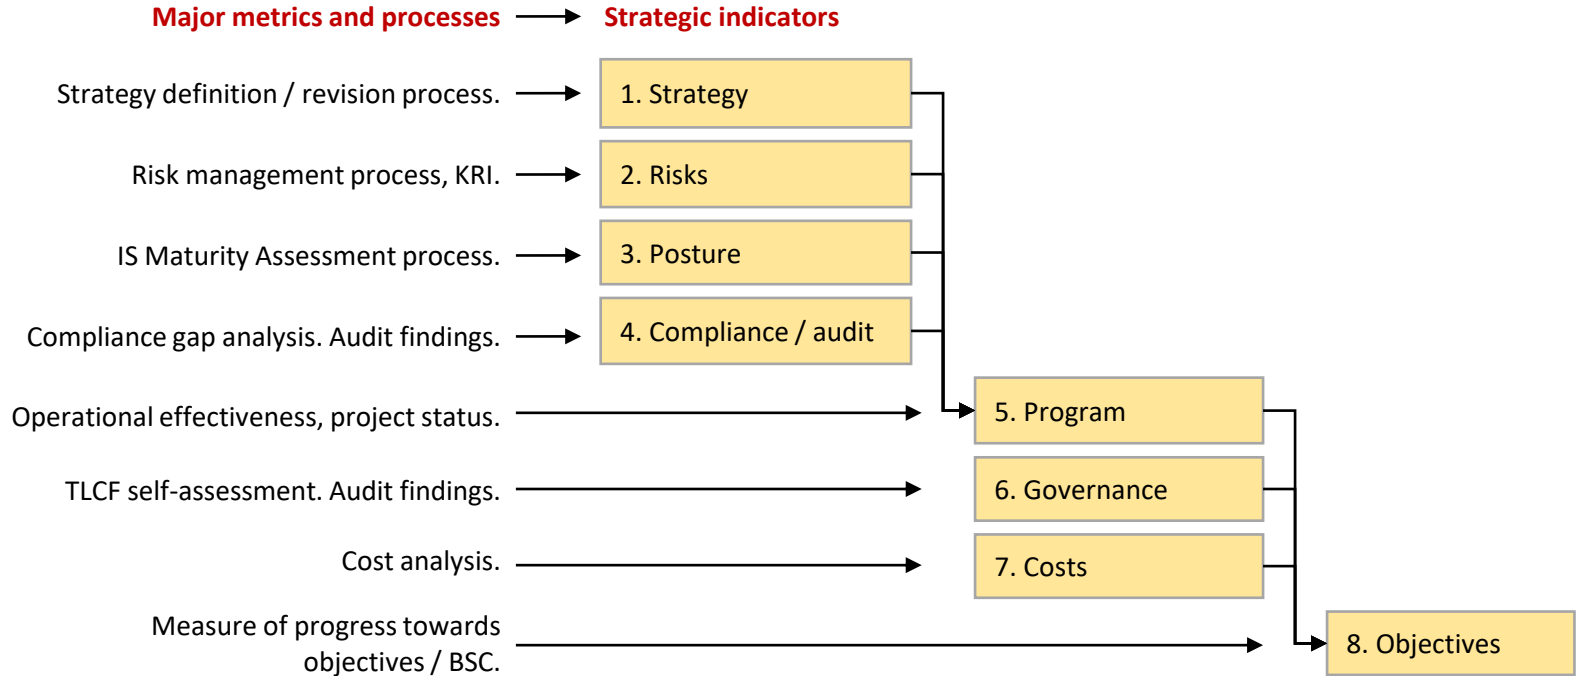 Major metrics and processes Strategic indicators
Strategy definition / revision process. 1. Strategy
Risk management process, KRI. 2. Risks
IS Maturity Assessment process. 3. Posture
Compliance gap analysis. Audit findings. 4. Compliance / audit
Operational effectiveness, project status. 5. Program
TLCF self-assessment. Audit findings. 6. Governance
Cost analysis. 7. Costs
Measure of progress towards
objectives / BSC. 8. Objectives